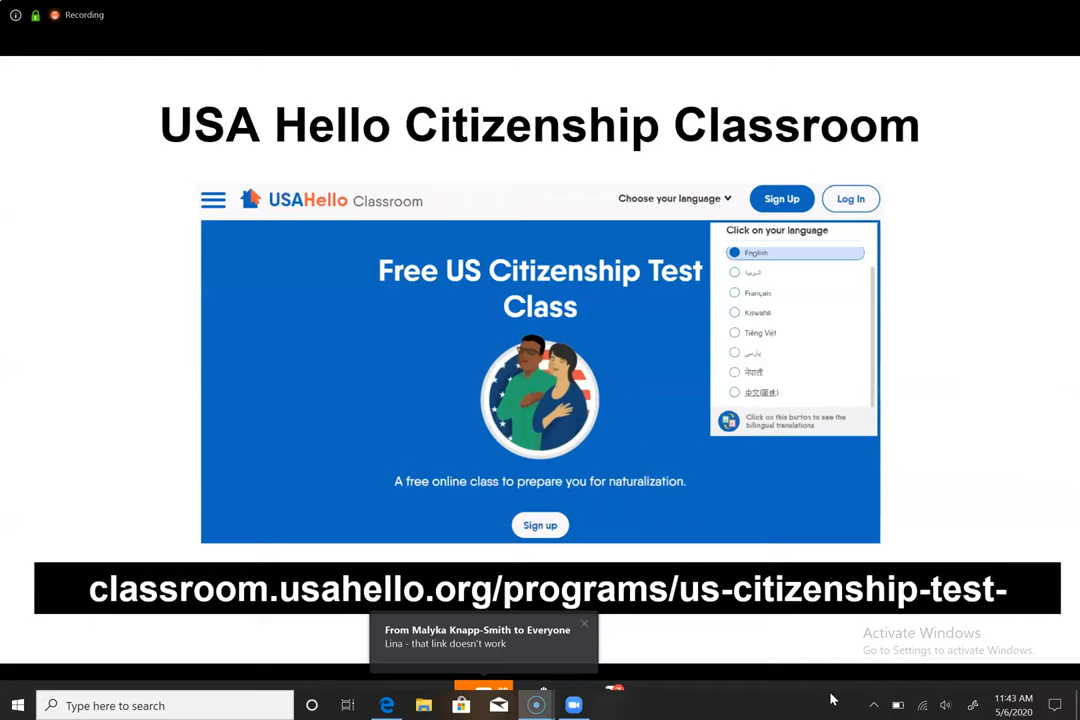 Recording
USA Hello Citizenship Classroom
USAHello Classroom
Choose your language
Sign Up
Log In
Click on your language
English
العربية
Français
Kiswahili
Tiếng Việt
پارسی
नेपाली
Free US Citizenship Test
Class
Click on this button to see the
bilingual translations
A free online class to prepare you for naturalization.
Sign up
classroom.usahello.org/programs/us-citizenship-test-
From Malyka Knapp-Smith to Everyone
Lina - that link doesn't work
Activate Windows
Go to Settings to activate Windows.
Type here to search
11:43 AM
5/6/2020